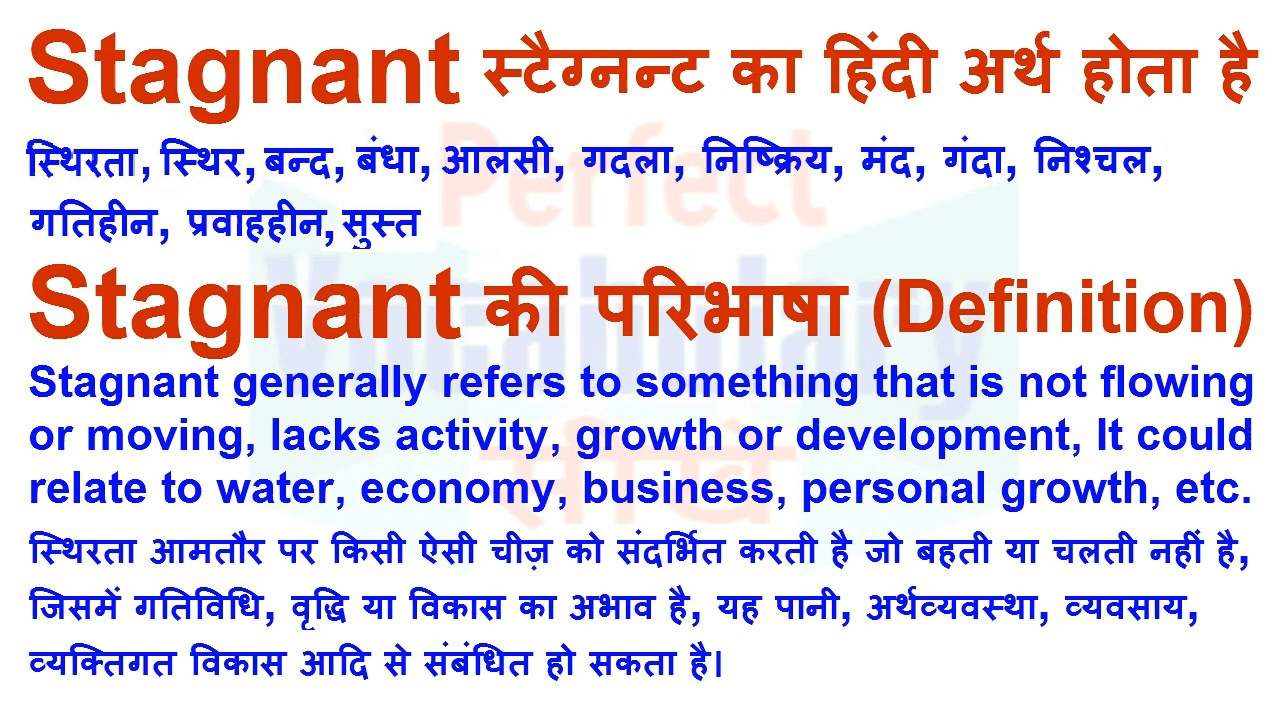 Stagnant स्टैग्नन्ट का हिंदी अर्थ होता है
स्थिरता, स्थिर, बन्द, बंधा, आलसी, गदला, निष्क्रिय, मंद, गंदा, निश्चल,
गतिहीन, प्रवाहहीन, सुस्त
Perfect
Stagnant की परिभाषा (Definition)
Vocabulary
Stagnant generally refers to something that is not flowing
or moving, lacks activity, growth or development, It could
relate to water, economy, business, personal growth, etc.
सीखें
स्थिरता आमतौर पर किसी ऐसी चीज़ को संदर्भित करती है जो बहती या चलती नहीं है,
जिसमें गतिविधि, वृद्धि या विकास का अभाव है, यह पानी, अर्थव्यवस्था, व्यवसाय,
व्यक्तिगत विकास आदि से संबंधित हो सकता है।